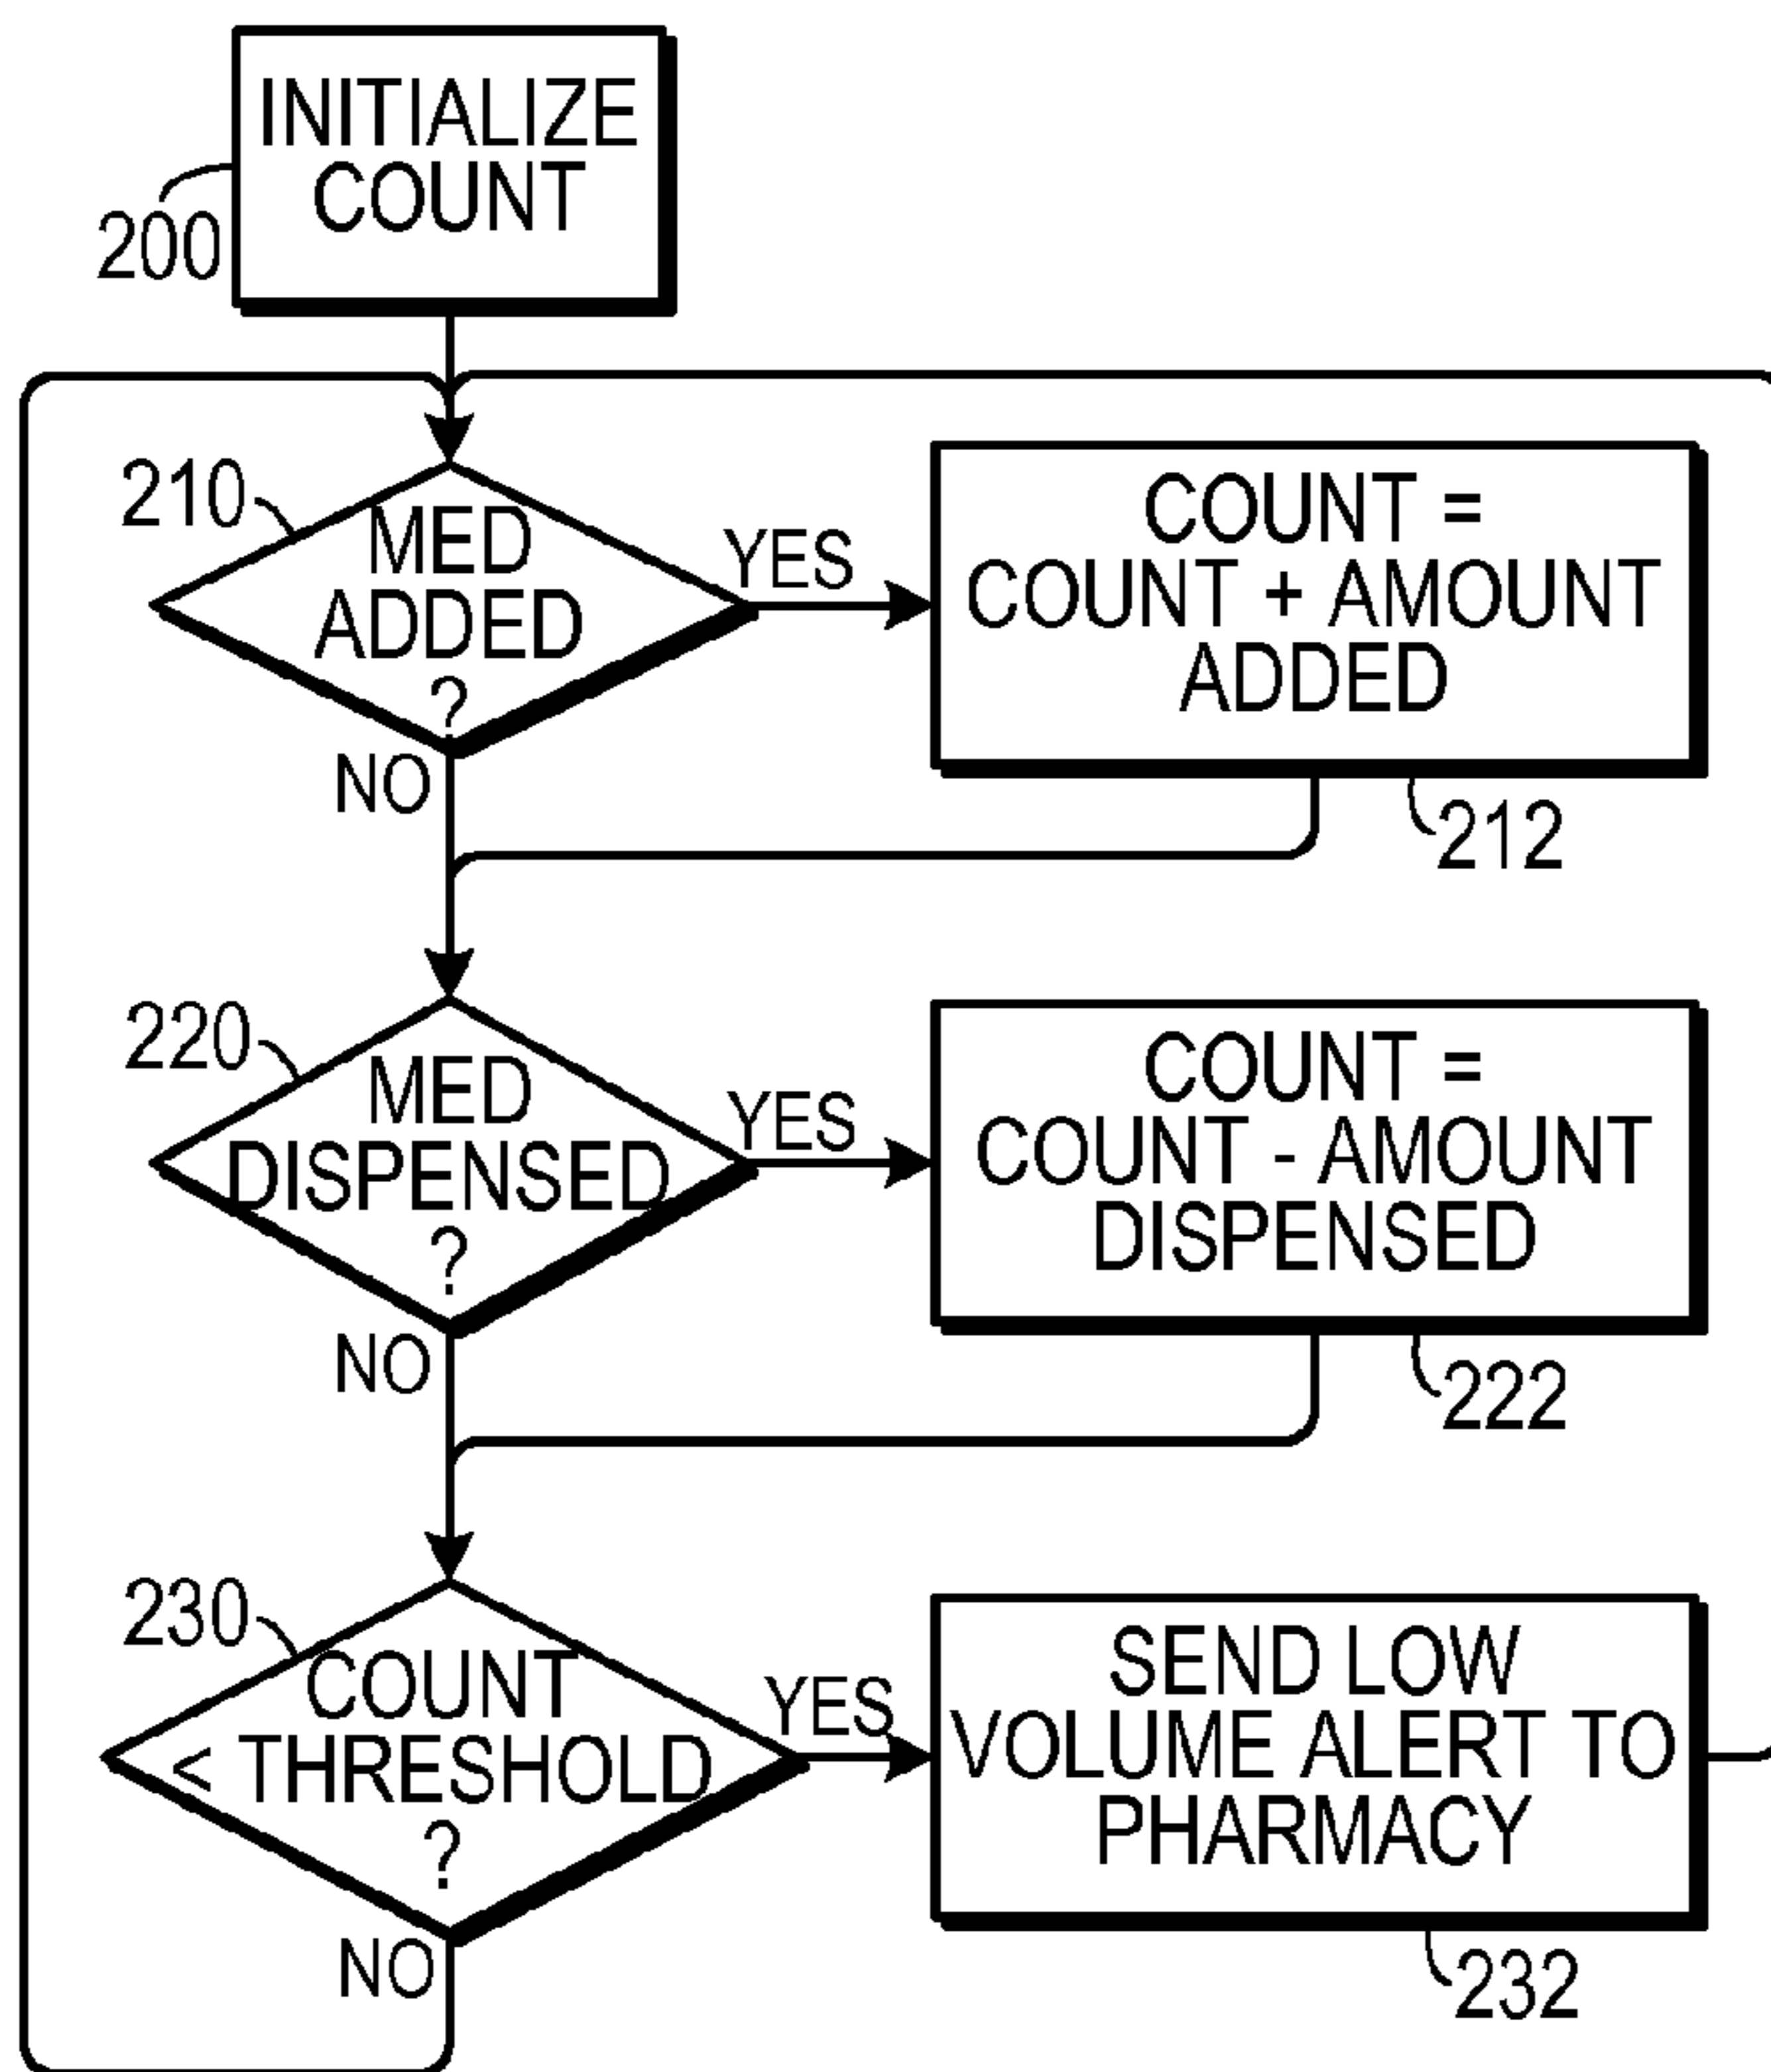 INITIALIZE
COUNT
200
210
MED
ADDED
?
YES
NO
COUNT =
COUNT + AMOUNT
ADDED
212
220
MED
DISPENSED
?
YES
NO
COUNT =
COUNT - AMOUNT
DISPENSED
222
230
COUNT
< THRESHOLD
?
YES
NO
SEND LOW
VOLUME ALERT TO
PHARMACY
232